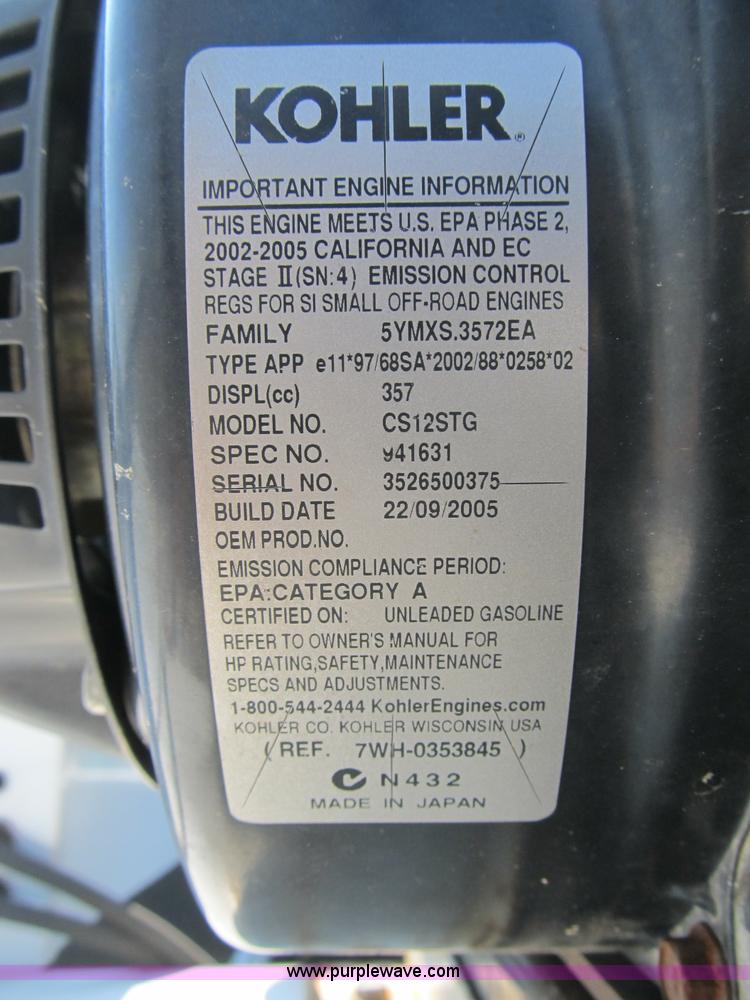 KOHLER®
IMPORTANT ENGINE INFORMATION
THIS ENGINE MEETS U.S. EPA PHASE 2,
2002-2005 CALIFORNIA AND EC
STAGE II (SN:4) EMISSION CONTROL
REGS FOR SI SMALL OFF-ROAD ENGINES
FAMILY 5YMXS.3572EA
TYPE APP e11*97/68SA*2002/88*0258*02
DISPL(cc) 357
MODEL NO. CS12STG
SPEC NO. 941631
SERIAL NO. 3526500375
BUILD DATE 22/09/2005
OEM PROD.NO.
EMISSION COMPLIANCE PERIOD:
EPA:CATEGORY A
CERTIFIED ON: UNLEADED GASOLINE
REFER TO OWNER'S MANUAL FOR
HP RATING,SAFETY,MAINTENANCE
SPECS AND ADJUSTMENTS.
1-800-544-2444 KohlerEngines.com
KOHLER CO. KOHLER WISCONSIN USA
(REF. 7WH-0353845 )
N432
MADE IN JAPAN
www.purplewave.com